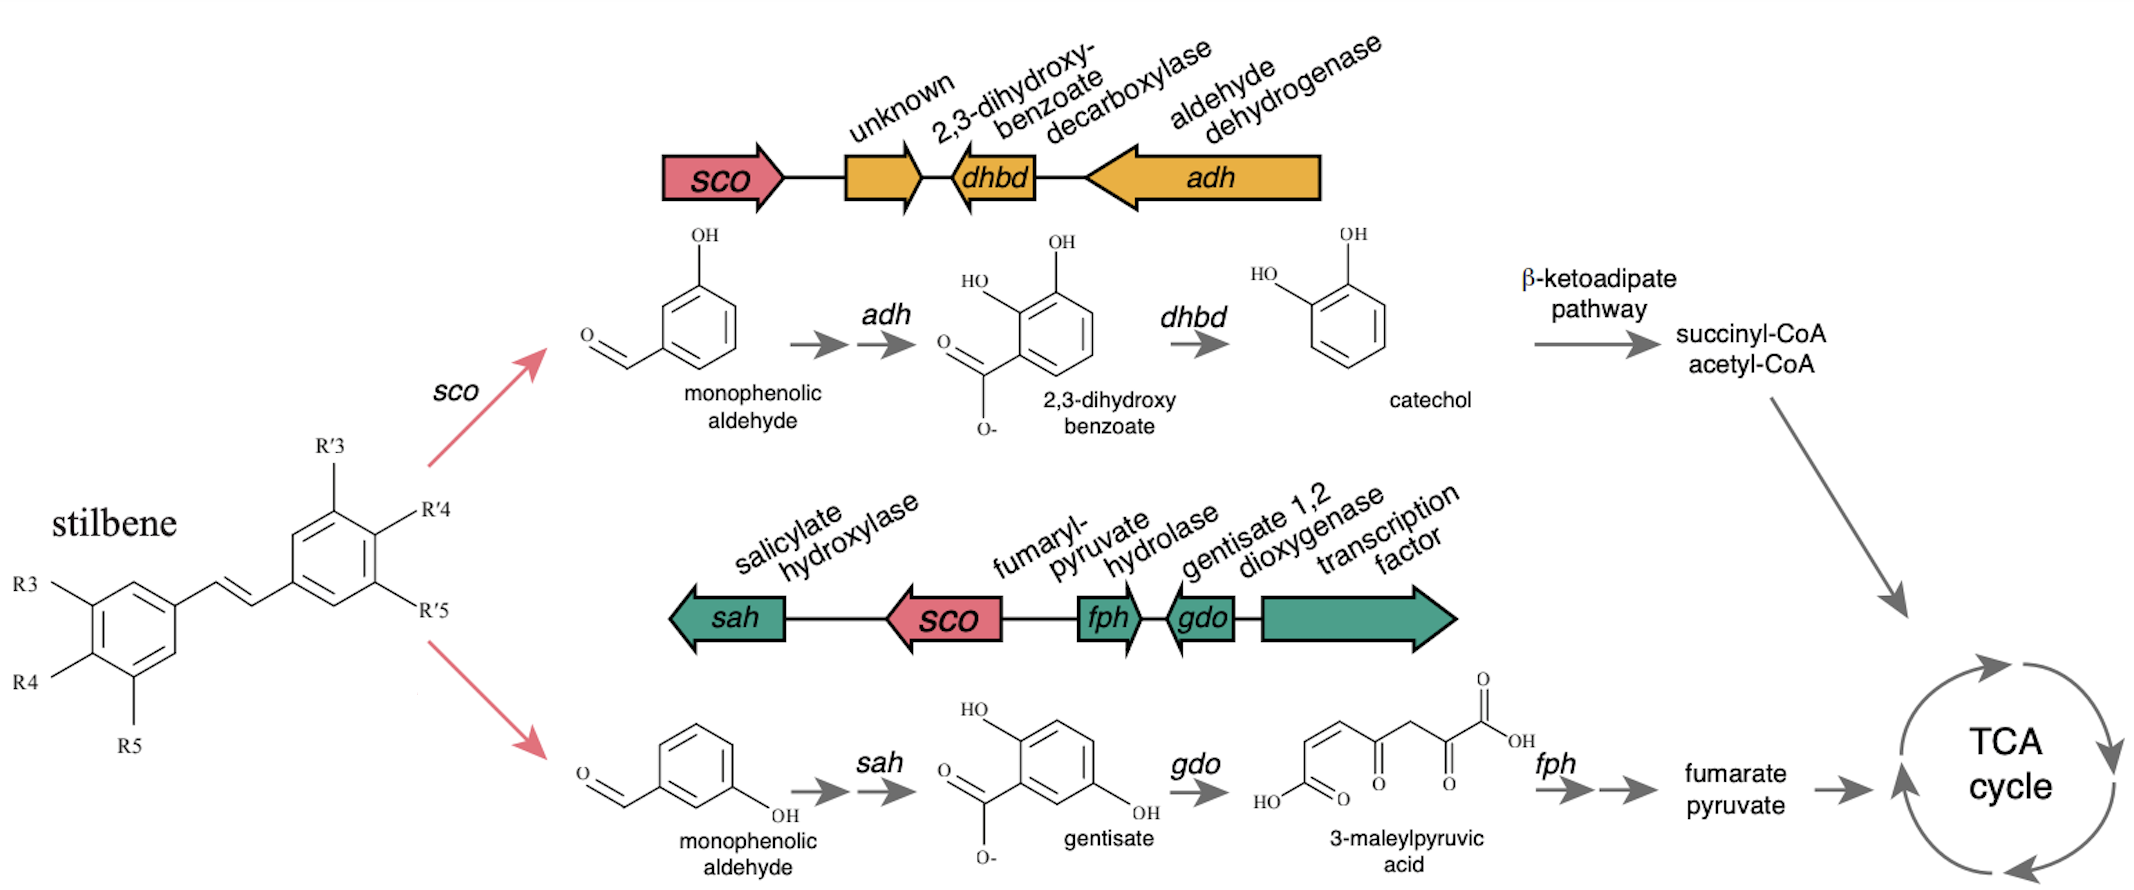 unknown
2,3-dihydroxy-
benzoate
decarboxylase
aldehyde
dehydrogenase
sco
dhbd
adh
OH
O
monophenolic
aldehyde
adh
HO
OH
O
O-
2,3-dihydroxy
benzoate
dhbd
OH
HO
catechol
β-ketoadipate
pathway
succinyl-CoA
acetyl-CoA
sco
stilbene
R'3
R'4
R'5
R3
R4
R5
salicylate
hydroxylase
fumaryl-
pyruvate
hydrolase
gentisate 1,2
dioxygenase
transcription
factor
sah
sco
fph
gdo
O
OH
monophenolic
aldehyde
sah
HO
O
OH
O-
gentisate
gdo
O
OH
O
O
HO
O
3-maleylpyruvic
acid
fph
fumarate
pyruvate
TCA
cycle